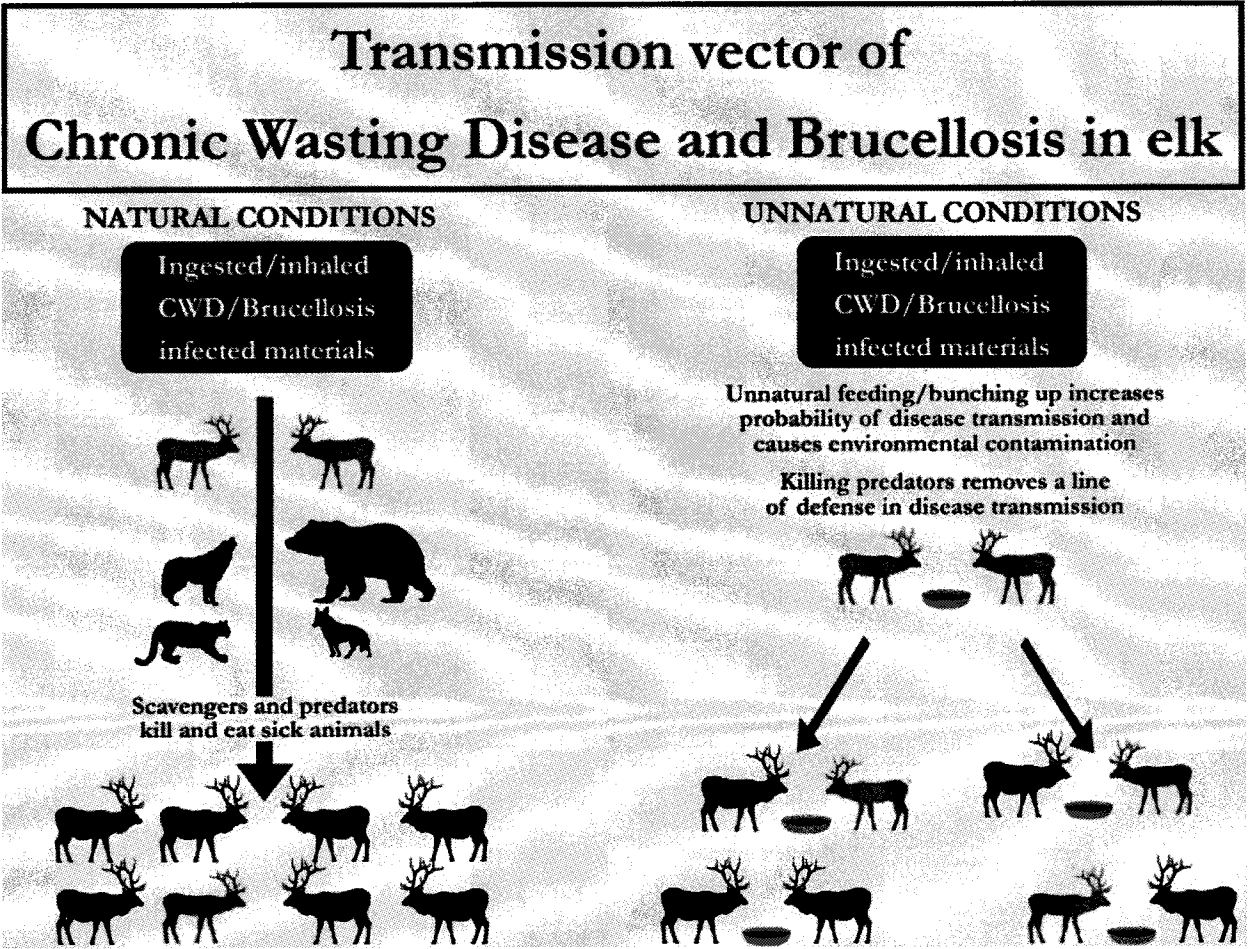 Transmission vector of
Chronic Wasting Disease and Brucellosis in elk
NATURAL CONDITIONS
Ingested/inhaled
CWD/Brucellosis
infected materials
Scavengers and predators
kill and eat sick animals
UNNATURAL CONDITIONS
Ingested/inhaled
CWD/Brucellosis
infected materials
Unnatural feeding/bunching up increases
probability of disease transmission and
causes environmental contamination
Killing predators removes a line
of defense in disease transmission